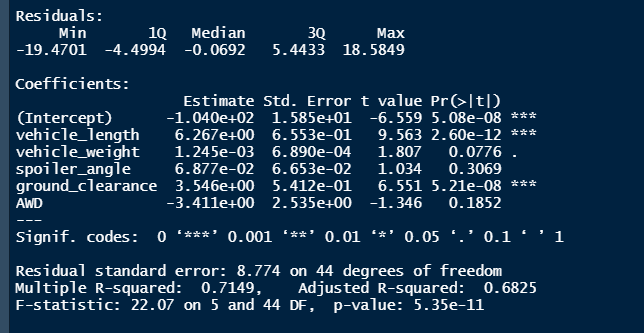 Residuals:
     Min       1Q   Median       3Q      Max
-19.4701  -4.4994  -0.0692   5.4433  18.5849

Coefficients:
                   Estimate Std. Error t value Pr(>|t|)
(Intercept)      -1.040e+02  1.585e+01  -6.559 5.08e-08 ***
vehicle_length    6.267e+00  6.553e-01   9.563 2.60e-12 ***
vehicle_weight    1.245e-03  6.890e-04   1.807   0.0776 .
spoiler_angle     6.877e-02  6.653e-02   1.034   0.3069
ground_clearance  3.546e+00  5.412e-01   6.551 5.21e-08 ***
AWD              -3.411e+00  2.535e+00  -1.346   0.1852
---
Signif. codes:  0 ‘***’ 0.001 ‘**’ 0.01 ‘*’ 0.05 ‘.’ 0.1 ‘ ’ 1

Residual standard error: 8.774 on 44 degrees of freedom
Multiple R-squared:  0.7149,	Adjusted R-squared:  0.6825
F-statistic: 22.07 on 5 and 44 DF,  p-value: 5.35e-11